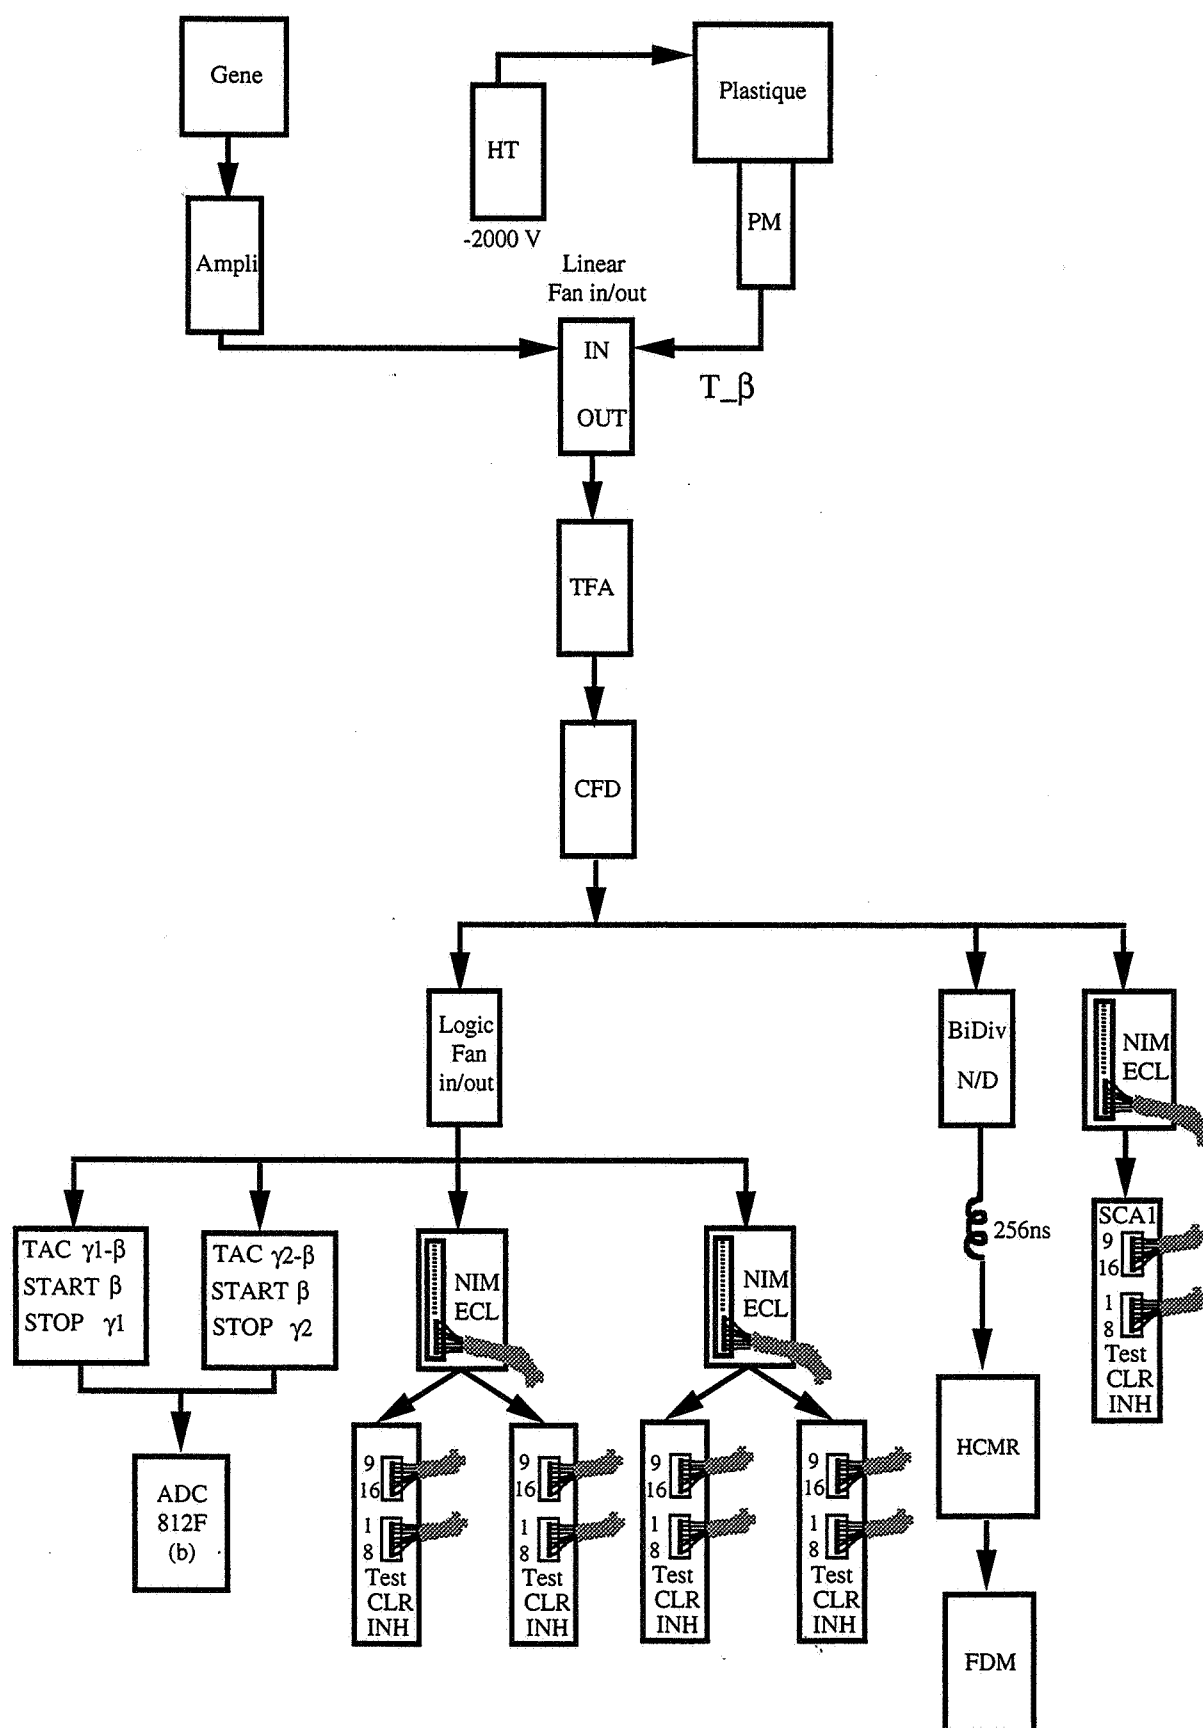 Gene
Plastique
HT
PM
-2000 V
Ampli
Linear
Fan in/out
IN
OUT
T_β
TFA
CFD
Logic
Fan
in/out
BiDiv
N/D
NIM
ECL
256ns
TAC γ1-β
START β
STOP γ1
TAC γ2-β
START β
STOP γ2
NIM
ECL
NIM
ECL
SCA1
9
16
1
8
Test
CLR
INH
ADC
812F
(b)
9
16
1
8
Test
CLR
INH
9
16
1
8
Test
CLR
INH
9
16
1
8
Test
CLR
INH
9
16
1
8
Test
CLR
INH
HCMR
FDM